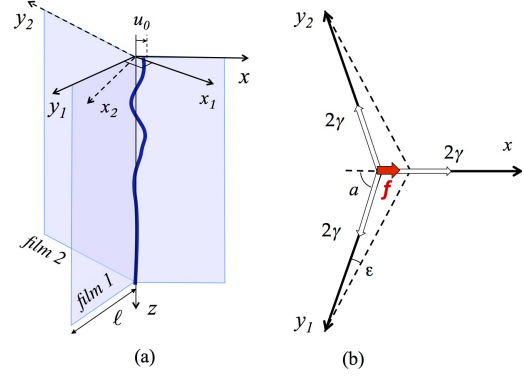 y₂
u₀
x
x₁
x₂
y₁
film 2
film 1
ℓ
z
(a)
y₂
2γ
2γ
x
a
f
2γ
ε
y₁
(b)